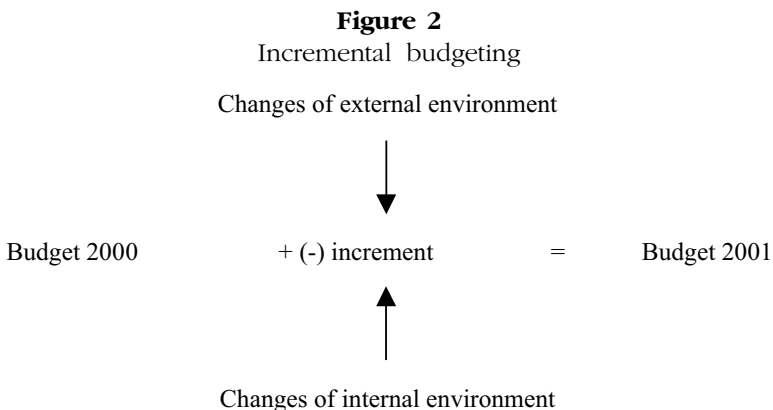 Figure 2
Incremental budgeting
Changes of external environment
Budget 2000 + (-) increment = Budget 2001
Changes of internal environment